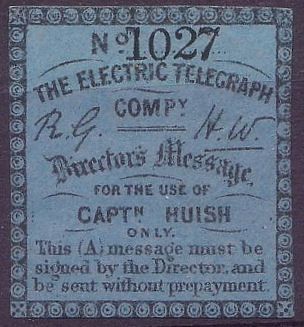 No 1027
THE ELECTRIC TELEGRAPH
COMPY
R.G. H.W.
Director's Message
FOR THE USE OF
CAPTN HUISH
ONLY.
This (A) message must be
signed by the Director, and
be sent without prepayment.